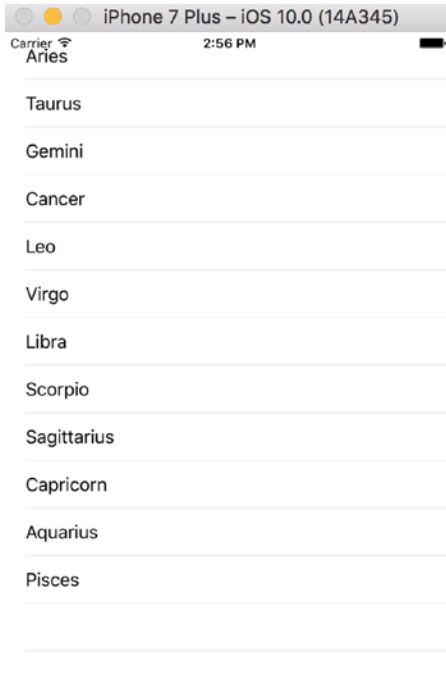 iPhone 7 Plus – iOS 10.0 (14A345)
Carrier 2:56 PM
Aries
Taurus
Gemini
Cancer
Leo
Virgo
Libra
Scorpio
Sagittarius
Capricorn
Aquarius
Pisces